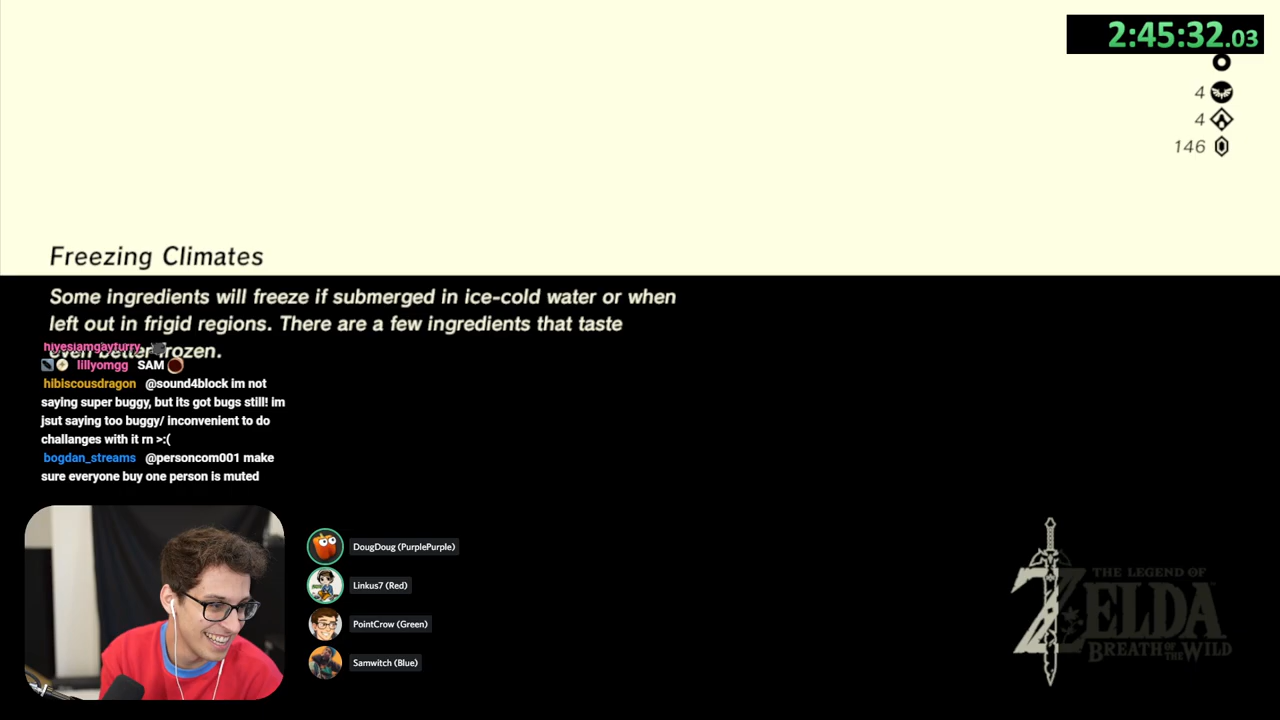 2:45:32.03
4
4
146
Freezing Climates
Some ingredients will freeze if submerged in ice-cold water or when
left out in frigid regions. There are a few ingredients that taste
even better frozen.
hiyesiamgayfurry
lillyomgg SAM
hibiscousdragon @sound4block im not
saying super buggy, but its got bugs still! im
jsut saying too buggy/ inconvenient to do
challanges with it rn >:(
bogdan_streams @personcom001 make
sure everyone buy one person is muted
DougDoug (PurplePurple)
Linkus7 (Red)
PointCrow (Green)
Samwitch (Blue)
THE LEGEND OF
ZELDA
BREATH OF THE WILD